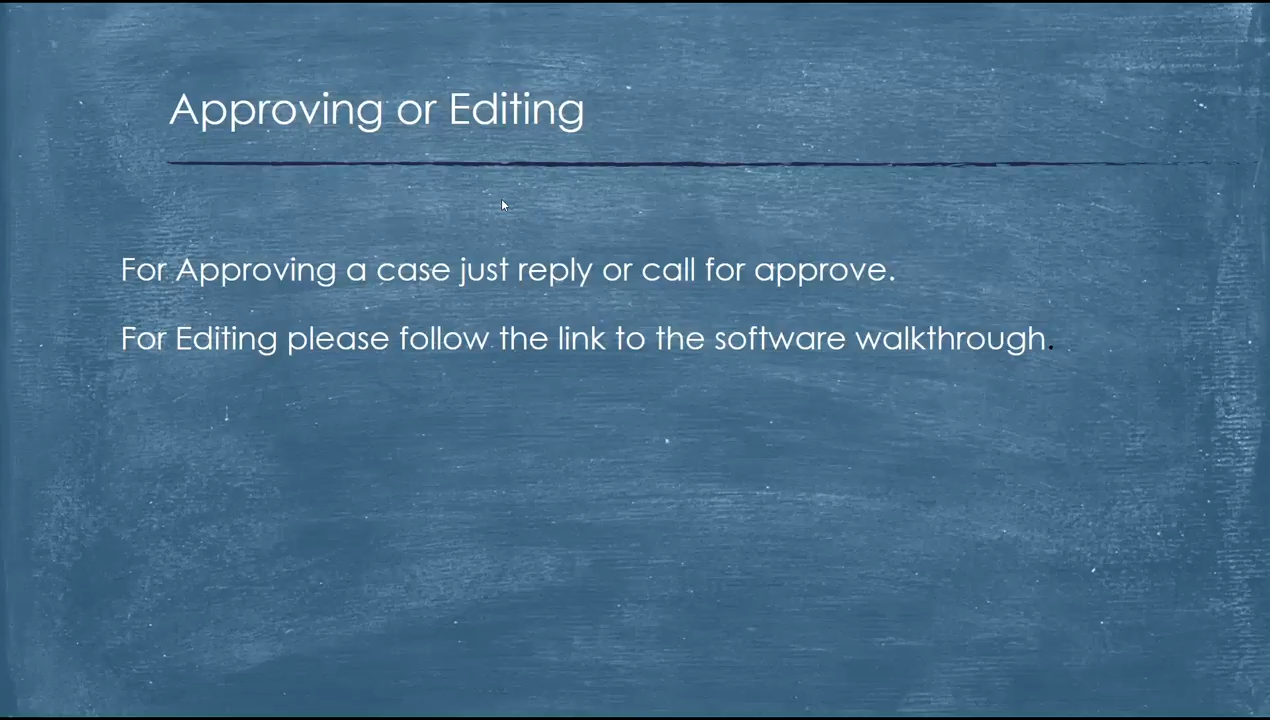 Approving or Editing
For Approving a case just reply or call for approve.
For Editing please follow the link to the software walkthrough.